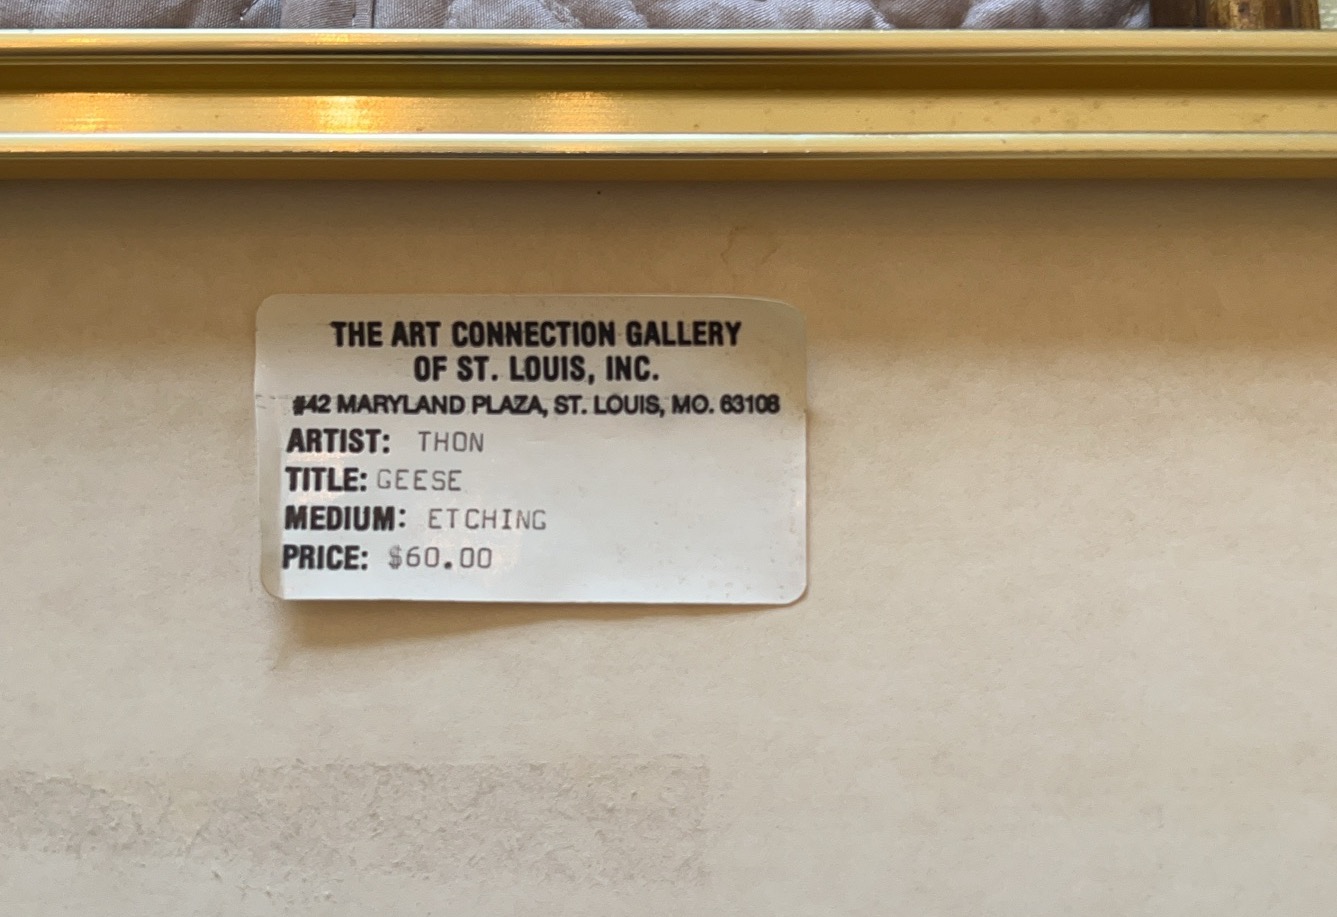 THE ART CONNECTION GALLERY
OF ST. LOUIS, INC.
#42 MARYLAND PLAZA, ST. LOUIS, MO. 63108
ARTIST: THON
TITLE: GEESE
MEDIUM: ETCHING
PRICE: $60.00